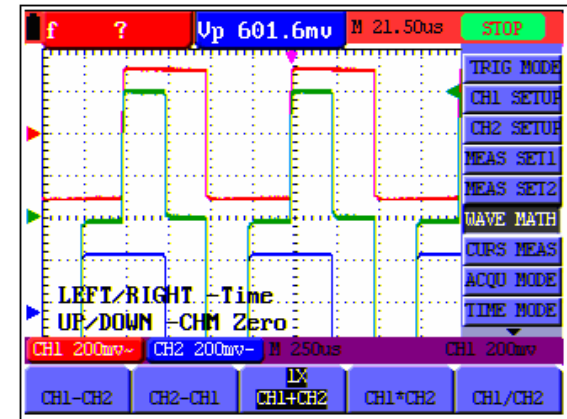 f ? Vp 601.6mv M 21.50us STOP
TRIG MODE
CH1 SETUP
CH2 SETUP
MEAS SET1
MEAS SET2
WAVE MATH
CURS MEAS
ACQU MODE
TIME MODE
LEFT/RIGHT -Time
UP/DOWN -CHM Zero
CH1 200mv~ CH2 200mv- M 250us CH1 200mv
CH1-CH2 CH2-CH1 1X CH1*CH2 CH1/CH2
CH1+CH2